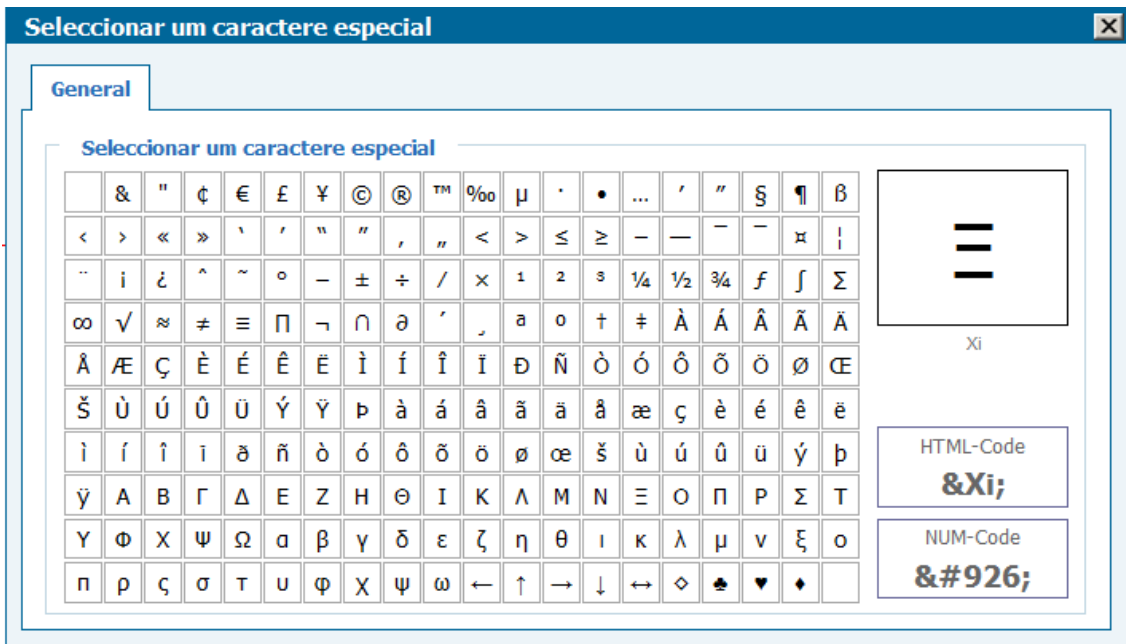 Seleccionar um caractere especial
General
Seleccionar um caractere especial
& " ¢ € £ ¥ © ® ™ ‰ µ · • … ′ ″ § ¶ ß
‹ › « » ‘ ’ “ ” ‚ „ < > ≤ ≥ – — ¯ ‾ ¤ ¦
¨ ¡ ¿ ˆ ˜ ° − ± ÷ ⁄ × ¹ ² ³ ¼ ½ ¾ ƒ ∫ ∑
∞ √ ≈ ≠ ≡ ∏ ¬ ∩ ∂ ´ ¸ ª º † ‡ À Á Â Ã Ä
Å Æ Ç È É Ê Ë Ì Í Î Ï Ð Ñ Ò Ó Ô Õ Ö Ø Œ
Š Ù Ú Û Ü Ý Ÿ Þ à á â ã ä å æ ç è é ê ë
ì í î ï ð ñ ò ó ô õ ö ø œ š ù ú û ü ý þ
ÿ Α Β Γ Δ Ε Ζ Η Θ Ι Κ Λ Μ Ν Ξ Ο Π Ρ Σ Τ
Υ Φ Χ Ψ Ω α β γ δ ε ζ η θ ι κ λ μ ν ξ ο
π ρ ς σ τ υ φ χ ψ ω ← ↑ → ↓ ↔ ◊ ♣ ♥ ♦
Ξ
Xi
HTML-Code
&Xi;
NUM-Code
&#926;